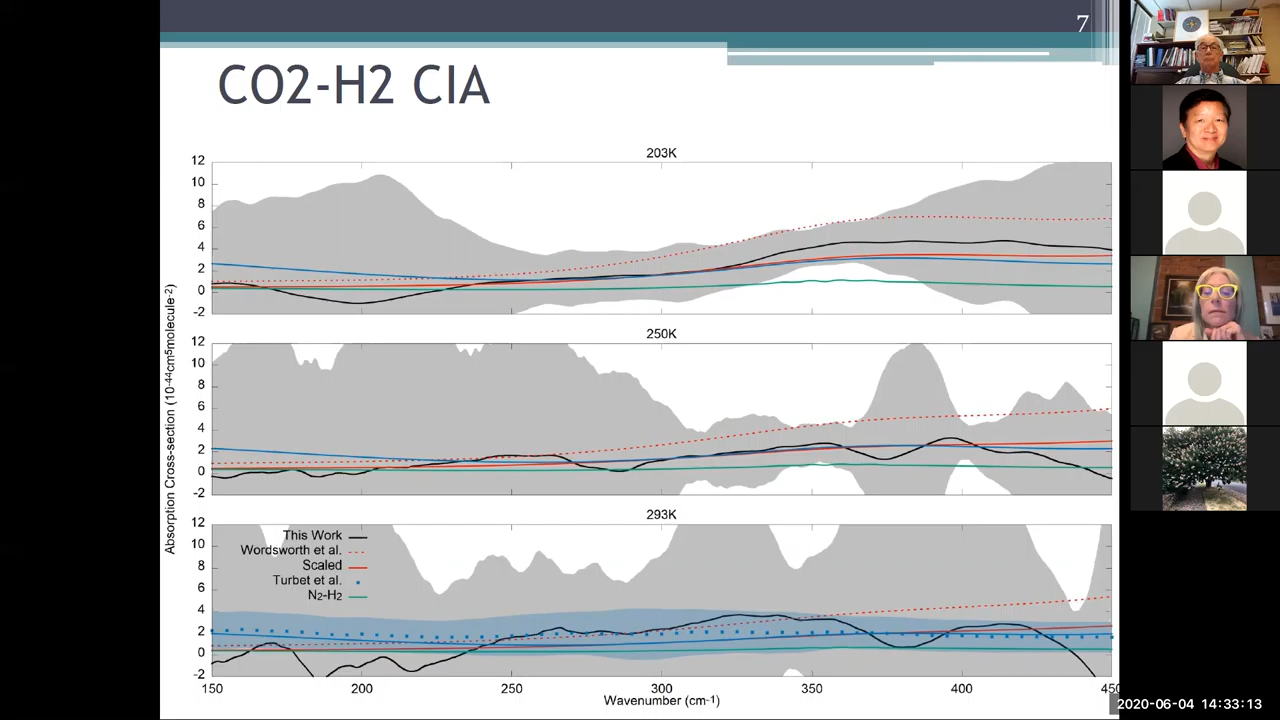 7
CO2-H2 CIA
203K
12
10
8
6
4
2
0
-2
250K
12
10
8
6
4
2
0
-2
293K
12
10
8
6
4
2
0
-2
Absorption Cross-section (10-44cm5molecule-2)
This Work
Wordsworth et al.
Scaled
Turbet et al.
N2-H2
150 200 250 300 350 400 450
Wavenumber (cm-1)
2020-06-04 14:33:13